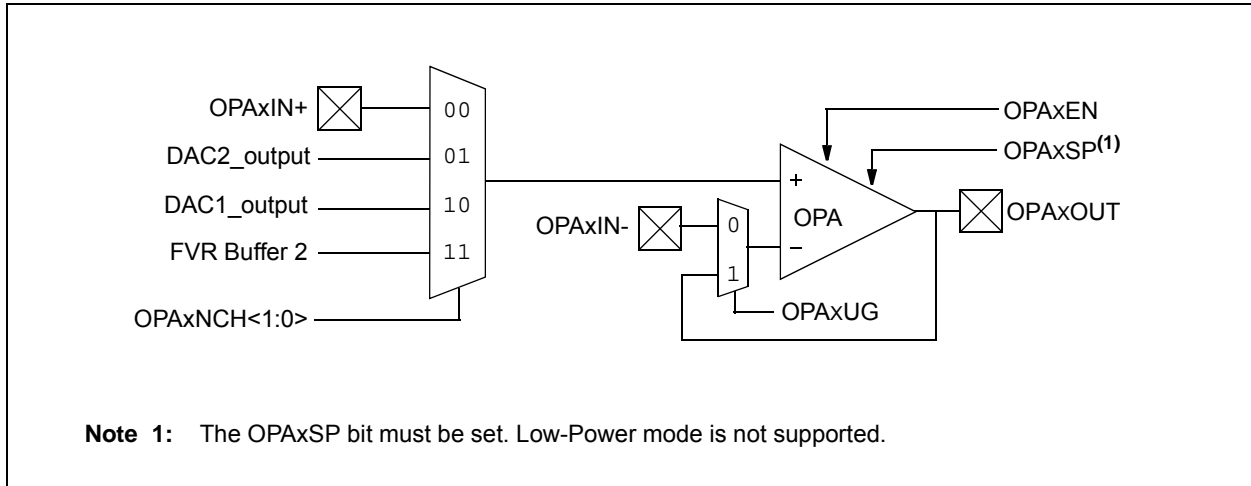 OPAxIN+
00
DAC2_output
01
DAC1_output
10
FVR Buffer 2
11
OPAxNCH<1:0>
OPAxIN-
0
1
+
OPA
–
OPAxUG
OPAxEN
OPAxSP(1)
OPAxOUT
Note 1: The OPAxSP bit must be set. Low-Power mode is not supported.